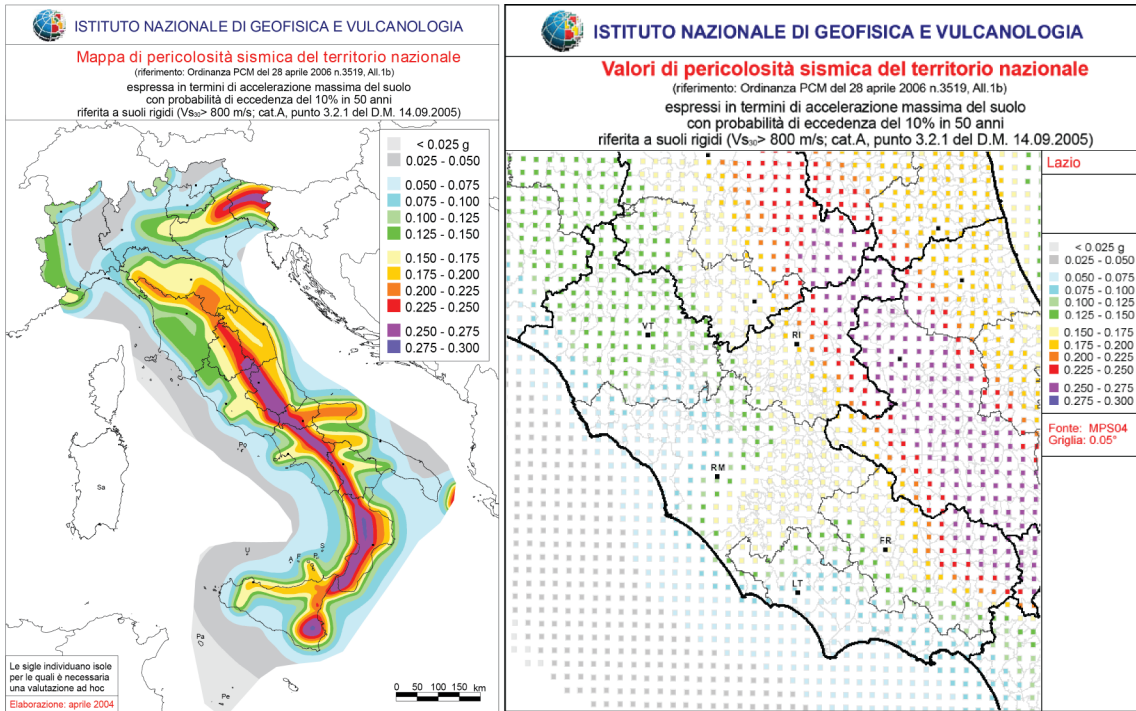 ISTITUTO NAZIONALE DI GEOFISICA E VULCANOLOGIA
Mappa di pericolosità sismica del territorio nazionale
(riferimento: Ordinanza PCM del 28 aprile 2006 n.3519, All.1b)
espressa in termini di accelerazione massima del suolo
con probabilità di eccedenza del 10% in 50 anni
riferita a suoli rigidi (Vs₃₀> 800 m/s; cat.A, punto 3.2.1 del D.M. 14.09.2005)
< 0.025 g
0.025 - 0.050
0.050 - 0.075
0.075 - 0.100
0.100 - 0.125
0.125 - 0.150
0.150 - 0.175
0.175 - 0.200
0.200 - 0.225
0.225 - 0.250
0.250 - 0.275
0.275 - 0.300
Po
Sa
U
A
F
P
S
Pa
Pe
Le sigle individuano isole
per le quali è necessaria
una valutazione ad hoc
Elaborazione: aprile 2004
0 50 100 150 km
ISTITUTO NAZIONALE DI GEOFISICA E VULCANOLOGIA
Valori di pericolosità sismica del territorio nazionale
(riferimento: Ordinanza PCM del 28 aprile 2006 n.3519, All.1b)
espressi in termini di accelerazione massima del suolo
con probabilità di eccedenza del 10% in 50 anni
riferita a suoli rigidi (Vs₃₀> 800 m/s; cat.A, punto 3.2.1 del D.M. 14.09.2005)
Lazio
< 0.025 g
0.025 - 0.050
0.050 - 0.075
0.075 - 0.100
0.100 - 0.125
0.125 - 0.150
0.150 - 0.175
0.175 - 0.200
0.200 - 0.225
0.225 - 0.250
0.250 - 0.275
0.275 - 0.300
Fonte: MPS04
Griglia: 0.05°
VT
RI
RM
FR
LT